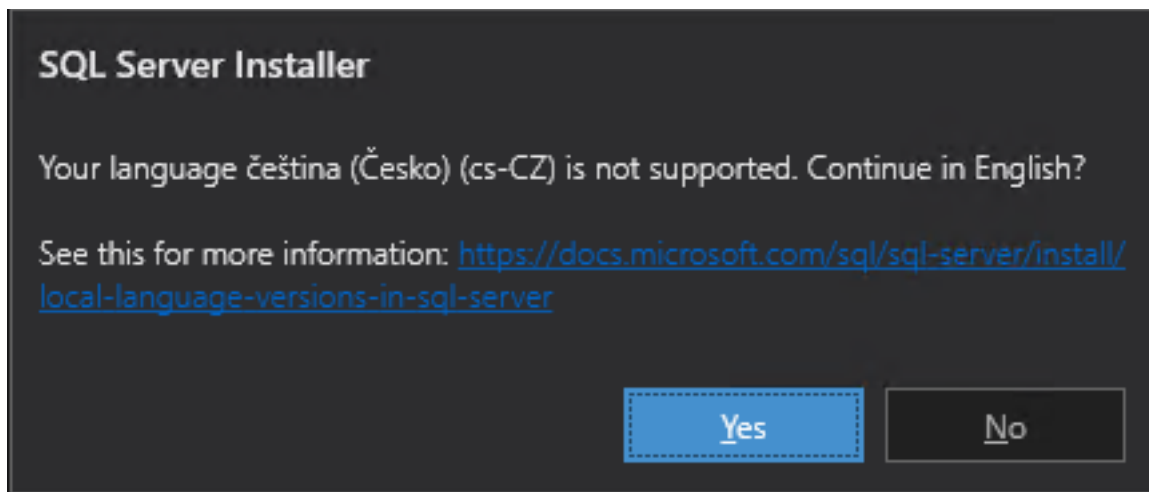 SQL Server Installer
Your language čeština (Česko) (cs-CZ) is not supported. Continue in English?
See this for more information: https://docs.microsoft.com/sql/sql-server/install/
local-language-versions-in-sql-server
Yes
No